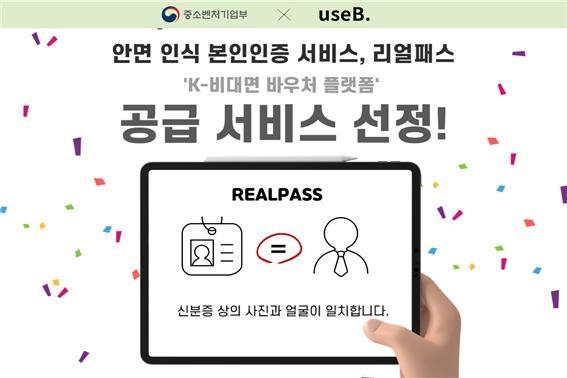 중소벤처기업부 × useB.
안면 인식 본인인증 서비스, 리얼패스
'K-비대면 바우처 플랫폼'
공급 서비스 선정!
REALPASS
=
신분증 상의 사진과 얼굴이 일치합니다.